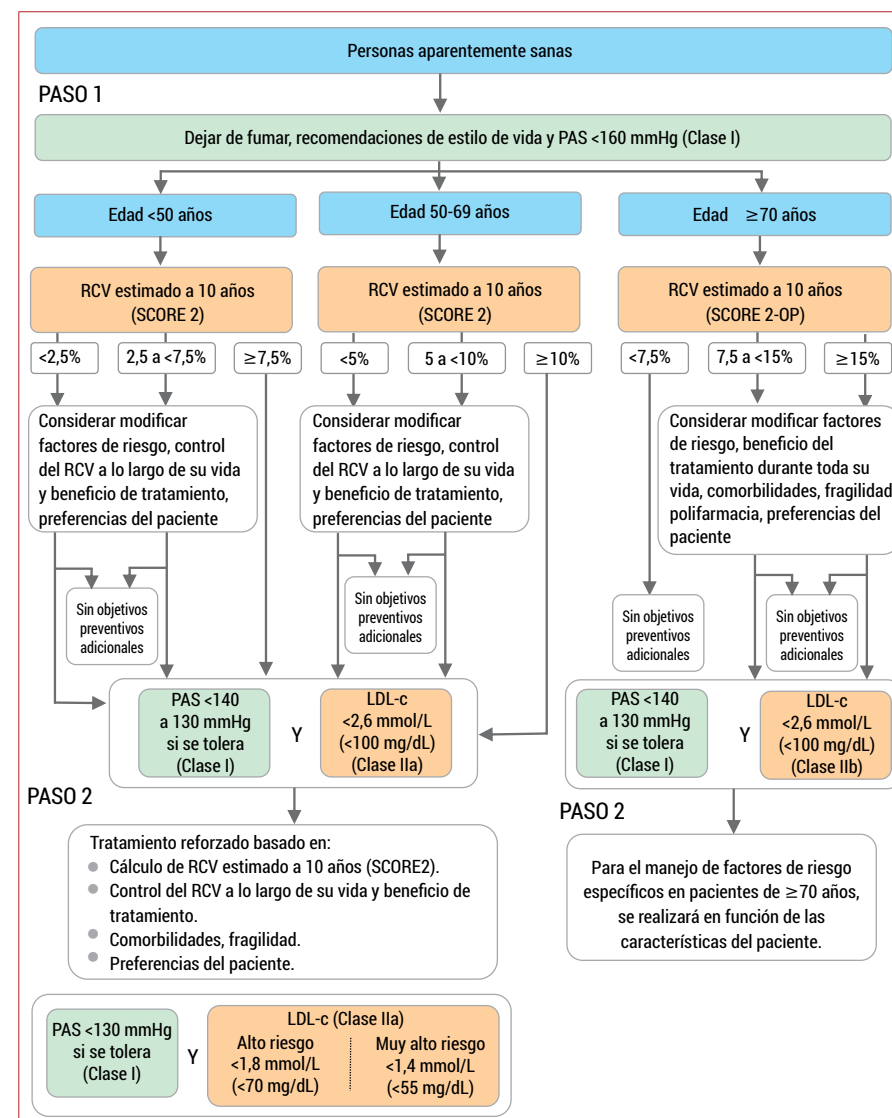 Personas aparentemente sanas
PASO 1
Dejar de fumar, recomendaciones de estilo de vida y PAS <160 mmHg (Clase I)
Edad <50 años
Edad 50-69 años
Edad ≥70 años
RCV estimado a 10 años
(SCORE 2)
RCV estimado a 10 años
(SCORE 2)
RCV estimado a 10 años
(SCORE 2-OP)
<2,5%
2,5 a <7,5%
≥7,5%
<5%
5 a <10%
≥10%
<7,5%
7,5 a <15%
≥15%
Considerar modificar
factores de riesgo, control
del RCV a lo largo de su vida
y beneficio de tratamiento,
preferencias del paciente
Considerar modificar
factores de riesgo, control
del RCV a lo largo de su vida
y beneficio de tratamiento,
preferencias del paciente
Considerar modificar factores
de riesgo, beneficio del
tratamiento durante toda su
vida, comorbilidades, fragilidad
polifarmacia, preferencias del
paciente
Sin objetivos
preventivos
adicionales
Sin objetivos
preventivos
adicionales
Sin objetivos
preventivos
adicionales
Sin objetivos
preventivos
adicionales
PAS <140
a 130 mmHg
si se tolera
(Clase I)
Y
LDL-c
<2,6 mmol/L
(<100 mg/dL)
(Clase IIa)
PAS <140
a 130 mmHg
si se tolera
(Clase I)
Y
LDL-c
<2,6 mmol/L
(<100 mg/dL)
(Clase IIb)
PASO 2
Tratamiento reforzado basado en:
Cálculo de RCV estimado a 10 años (SCORE2).
Control del RCV a lo largo de su vida y beneficio de
tratamiento.
Comorbilidades, fragilidad.
Preferencias del paciente.
PASO 2
Para el manejo de factores de riesgo
específicos en pacientes de ≥70 años,
se realizará en función de las
características del paciente.
PAS <130 mmHg
si se tolera
(Clase I)
Y
LDL-c (Clase IIa)
Alto riesgo
<1,8 mmol/L
(<70 mg/dL)
Muy alto riesgo
<1,4 mmol/L
(<55 mg/dL)